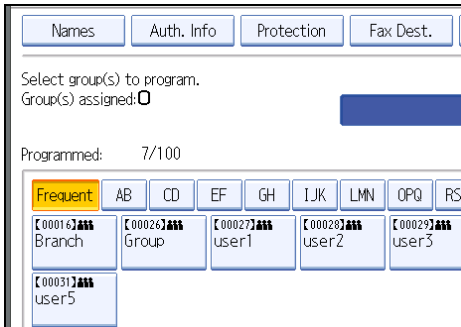 Names Auth. Info Protection Fax Dest.
Select group(s) to program.
Group(s) assigned:0
Programmed: 7/100
Frequent AB CD EF GH IJK LMN OPQ RS
【00016】 【00026】 【00027】 【00028】 【00029】
Branch Group user1 user2 user3
【00031】
user5